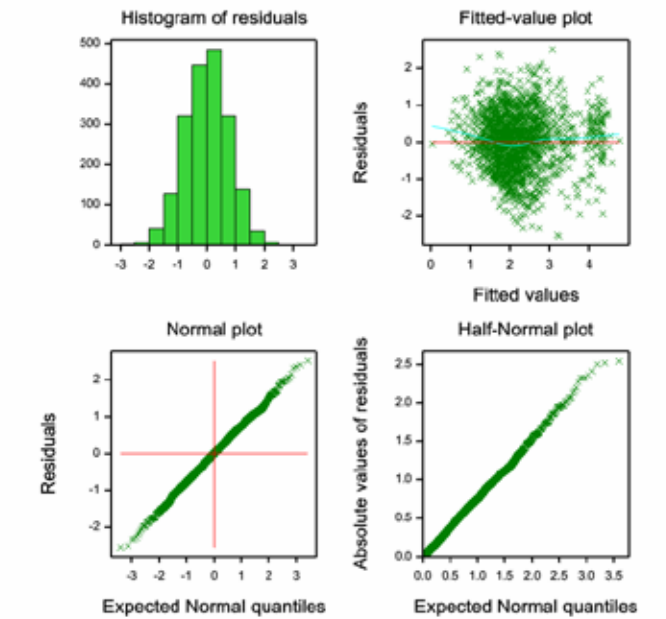 Histogram of residuals
500
400
300
200
100
0
-3 -2 -1 0 1 2 3
Fitted-value plot
Residuals
2
1
0
-1
-2
0 1 2 3 4
Fitted values
Normal plot
Residuals
2
1
0
-1
-2
-3 -2 -1 0 1 2 3
Expected Normal quantiles
Half-Normal plot
Absolute values of residuals
2.5
2.0
1.5
1.0
0.5
0.0
0.0 0.5 1.0 1.5 2.0 2.5 3.0 3.5
Expected Normal quantiles